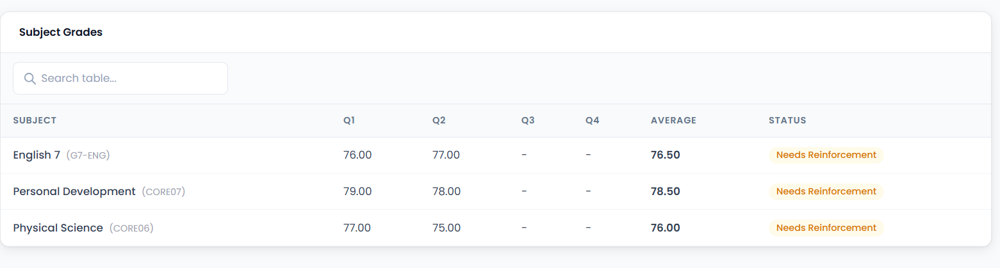 Subject Grades
Search table...
SUBJECT Q1 Q2 Q3 Q4 AVERAGE STATUS
English 7 (G7-ENG) 76.00 77.00 - - 76.50 Needs Reinforcement
Personal Development (CORE07) 79.00 78.00 - - 78.50 Needs Reinforcement
Physical Science (CORE06) 77.00 75.00 - - 76.00 Needs Reinforcement